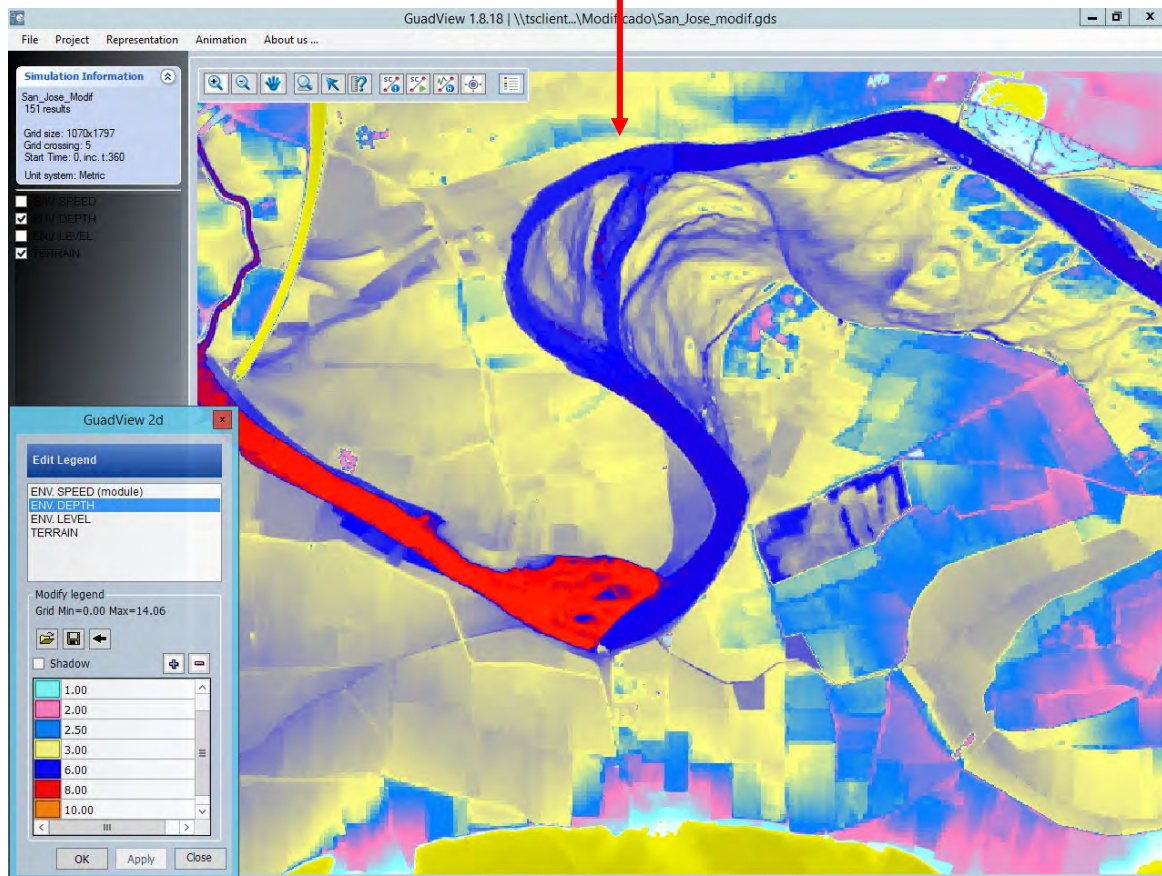 GuadView 1.8.18 | \\tsclient...\Modificado\San_Jose_modif.gds
File Project Representation Animation About us ...
Simulation Information
San_Jose_Modif
151 results
Grid size: 1070x1797
Grid crossing: 5
Start Time: 0, inc. t:360
Unit system: Metric
ENV. SPEED
ENV. DEPTH
ENV. LEVEL
TERRAIN
GuadView 2d
Edit Legend
ENV. SPEED (module)
ENV. DEPTH
ENV. LEVEL
TERRAIN
Modify legend
Grid Min=0.00 Max=14.06
Shadow
1.00
2.00
2.50
3.00
6.00
8.00
10.00
OK Apply Close